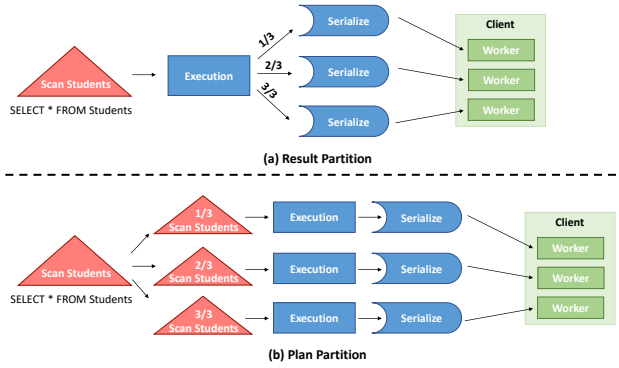 Scan Students
SELECT * FROM Students
Execution
1/3
2/3
3/3
Serialize
Serialize
Serialize
Client
Worker
Worker
Worker
(a) Result Partition
Scan Students
SELECT * FROM Students
1/3
Scan Students
2/3
Scan Students
3/3
Scan Students
Execution
Execution
Execution
Serialize
Serialize
Serialize
Client
Worker
Worker
Worker
(b) Plan Partition